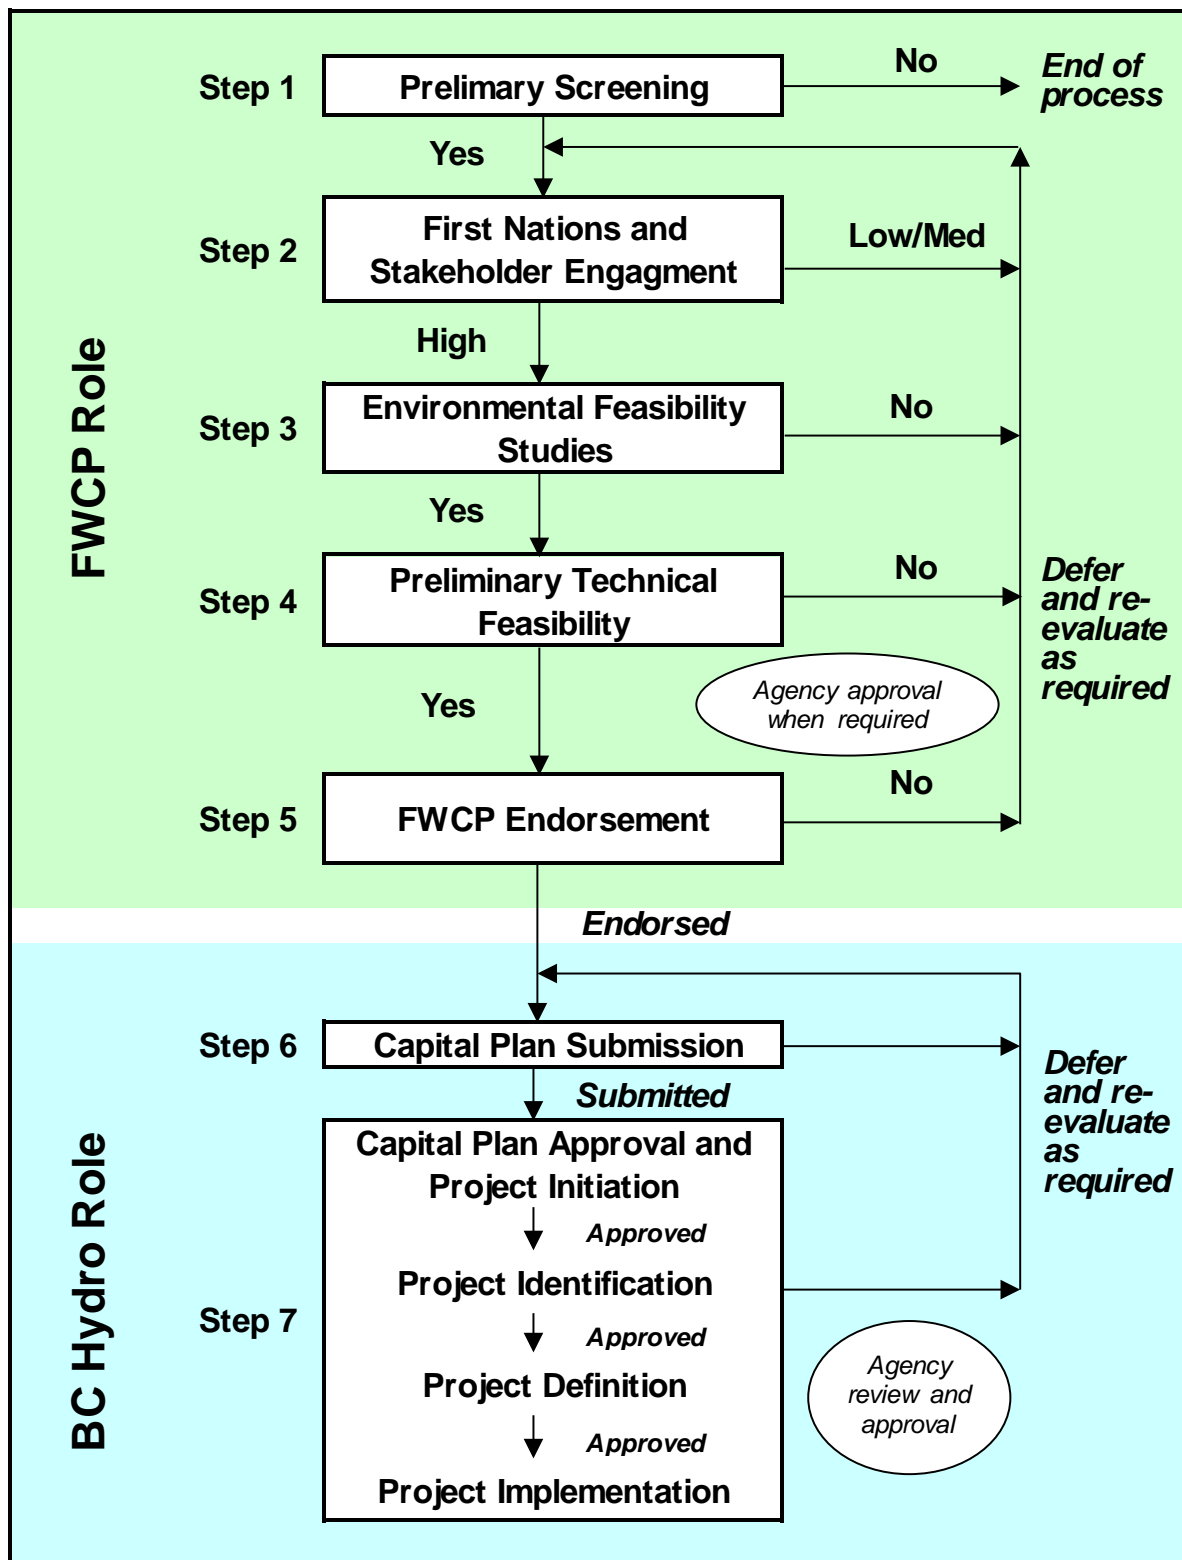 FWCP Role
Step 1
Prelimary Screening
No
End of
process
Yes
Step 2
First Nations and
Stakeholder Engagment
Low/Med
High
Step 3
Environmental Feasibility
Studies
No
Yes
Step 4
Preliminary Technical
Feasibility
No
Defer
and re-
evaluate
as
required
Yes
Agency approval
when required
Step 5
FWCP Endorsement
No
Endorsed
BC Hydro Role
Step 6
Capital Plan Submission
Defer
and re-
evaluate
as
required
Submitted
Step 7
Capital Plan Approval and
Project Initiation
Approved
Project Identification
Approved
Project Definition
Approved
Project Implementation
Agency
review and
approval